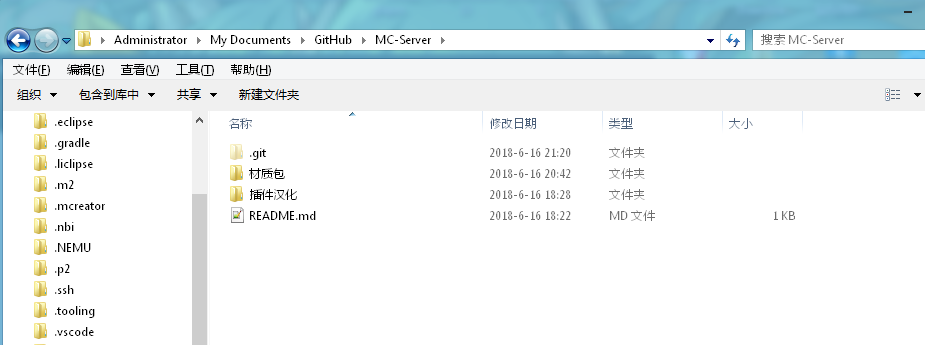 Administrator My Documents GitHub MC-Server 搜索 MC-Server
文件(F) 编辑(E) 查看(V) 工具(T) 帮助(H)
组织 包含到库中 共享 新建文件夹
名称 修改日期 类型 大小
.eclipse
.gradle
.liclipse
.m2
.mcreator
.nbi
.NEMU
.p2
.ssh
.tooling
.vscode
.git 2018-6-16 21:20 文件夹
材质包 2018-6-16 20:42 文件夹
插件汉化 2018-6-16 18:28 文件夹
README.md 2018-6-16 18:22 MD 文件 1 KB